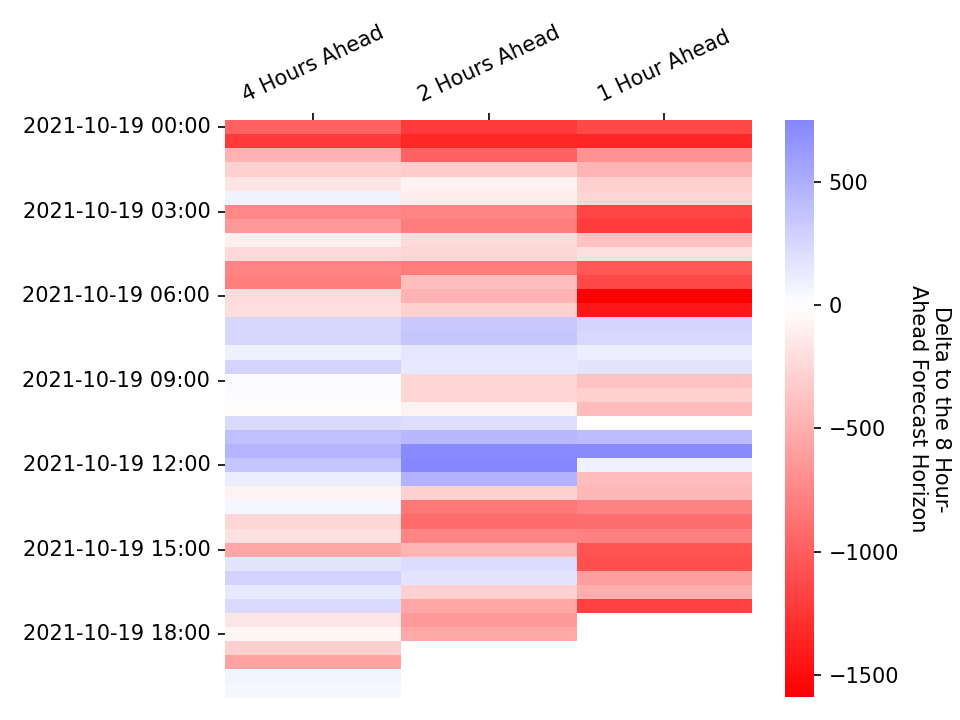 4 Hours Ahead
2 Hours Ahead
1 Hour Ahead
2021-10-19 00:00
2021-10-19 03:00
2021-10-19 06:00
2021-10-19 09:00
2021-10-19 12:00
2021-10-19 15:00
2021-10-19 18:00
500
0
−500
−1000
−1500
Delta to the 8 Hour-
Ahead Forecast Horizon